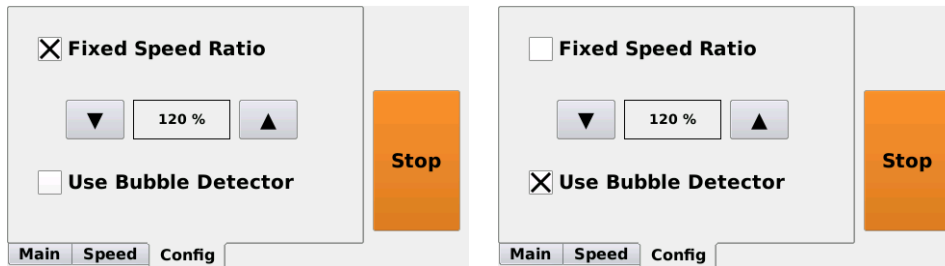 Fixed Speed Ratio
▼ 120 % ▲
Use Bubble Detector
Stop
Main Speed Config
Fixed Speed Ratio
▼ 120 % ▲
Use Bubble Detector
Stop
Main Speed Config